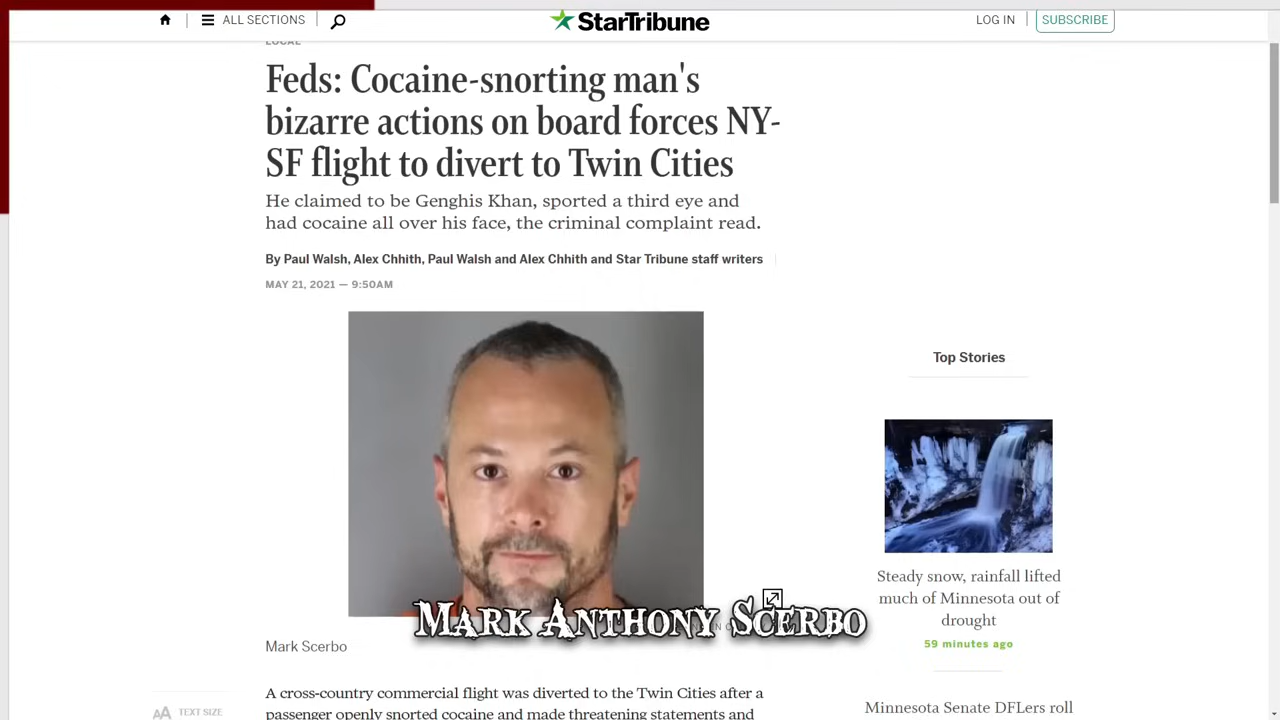 ALL SECTIONS
StarTribune
LOG IN
SUBSCRIBE
LOCAL
Feds: Cocaine-snorting man's
bizarre actions on board forces NY-
SF flight to divert to Twin Cities
He claimed to be Genghis Khan, sported a third eye and
had cocaine all over his face, the criminal complaint read.
By Paul Walsh, Alex Chhith, Paul Walsh and Alex Chhith and Star Tribune staff writers
MAY 21, 2021 — 9:50AM
Mark Anthony Scerbo
Mark Scerbo
A cross-country commercial flight was diverted to the Twin Cities after a
passenger openly snorted cocaine and made threatening statements and
AA TEXT SIZE
Top Stories
Steady snow, rainfall lifted
much of Minnesota out of
drought
59 minutes ago
Minnesota Senate DFLers roll